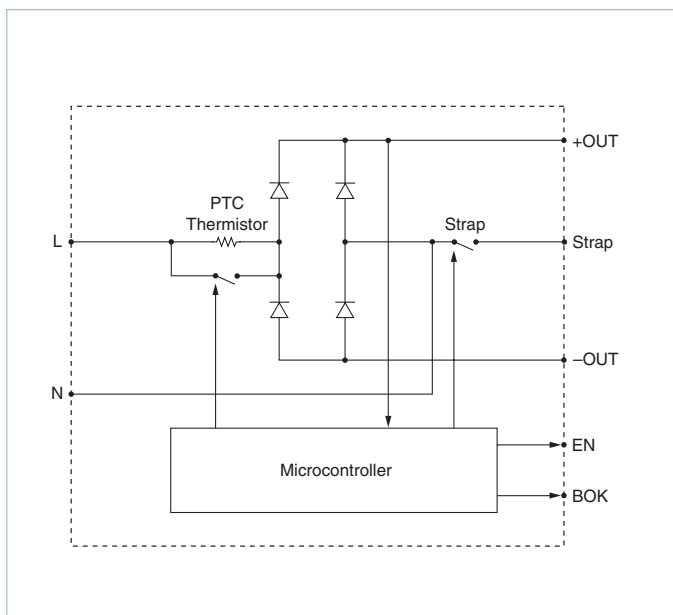 +OUT
PTC
Thermistor
Strap
L
Strap
–OUT
N
EN
Microcontroller
BOK